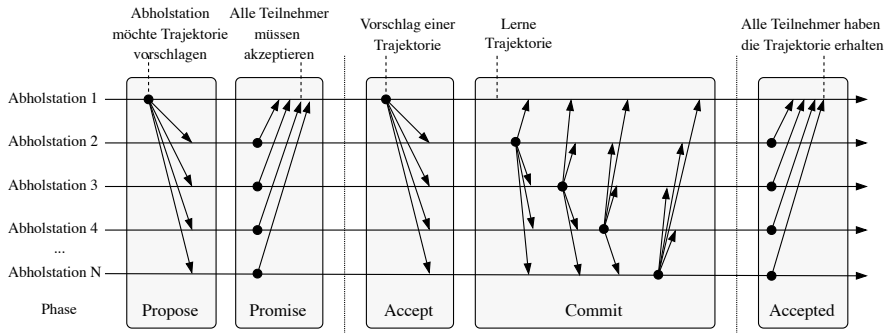 Abholstation
möchte Trajektorie
vorschlagen
Alle Teilnehmer
müssen
akzeptieren
Vorschlag einer
Trajektorie
Lerne
Trajektorie
Alle Teilnehmer haben
die Trajektorie erhalten
Abholstation 1
Abholstation 2
Abholstation 3
Abholstation 4
...
Abholstation N
Phase
Propose
Promise
Accept
Commit
Accepted